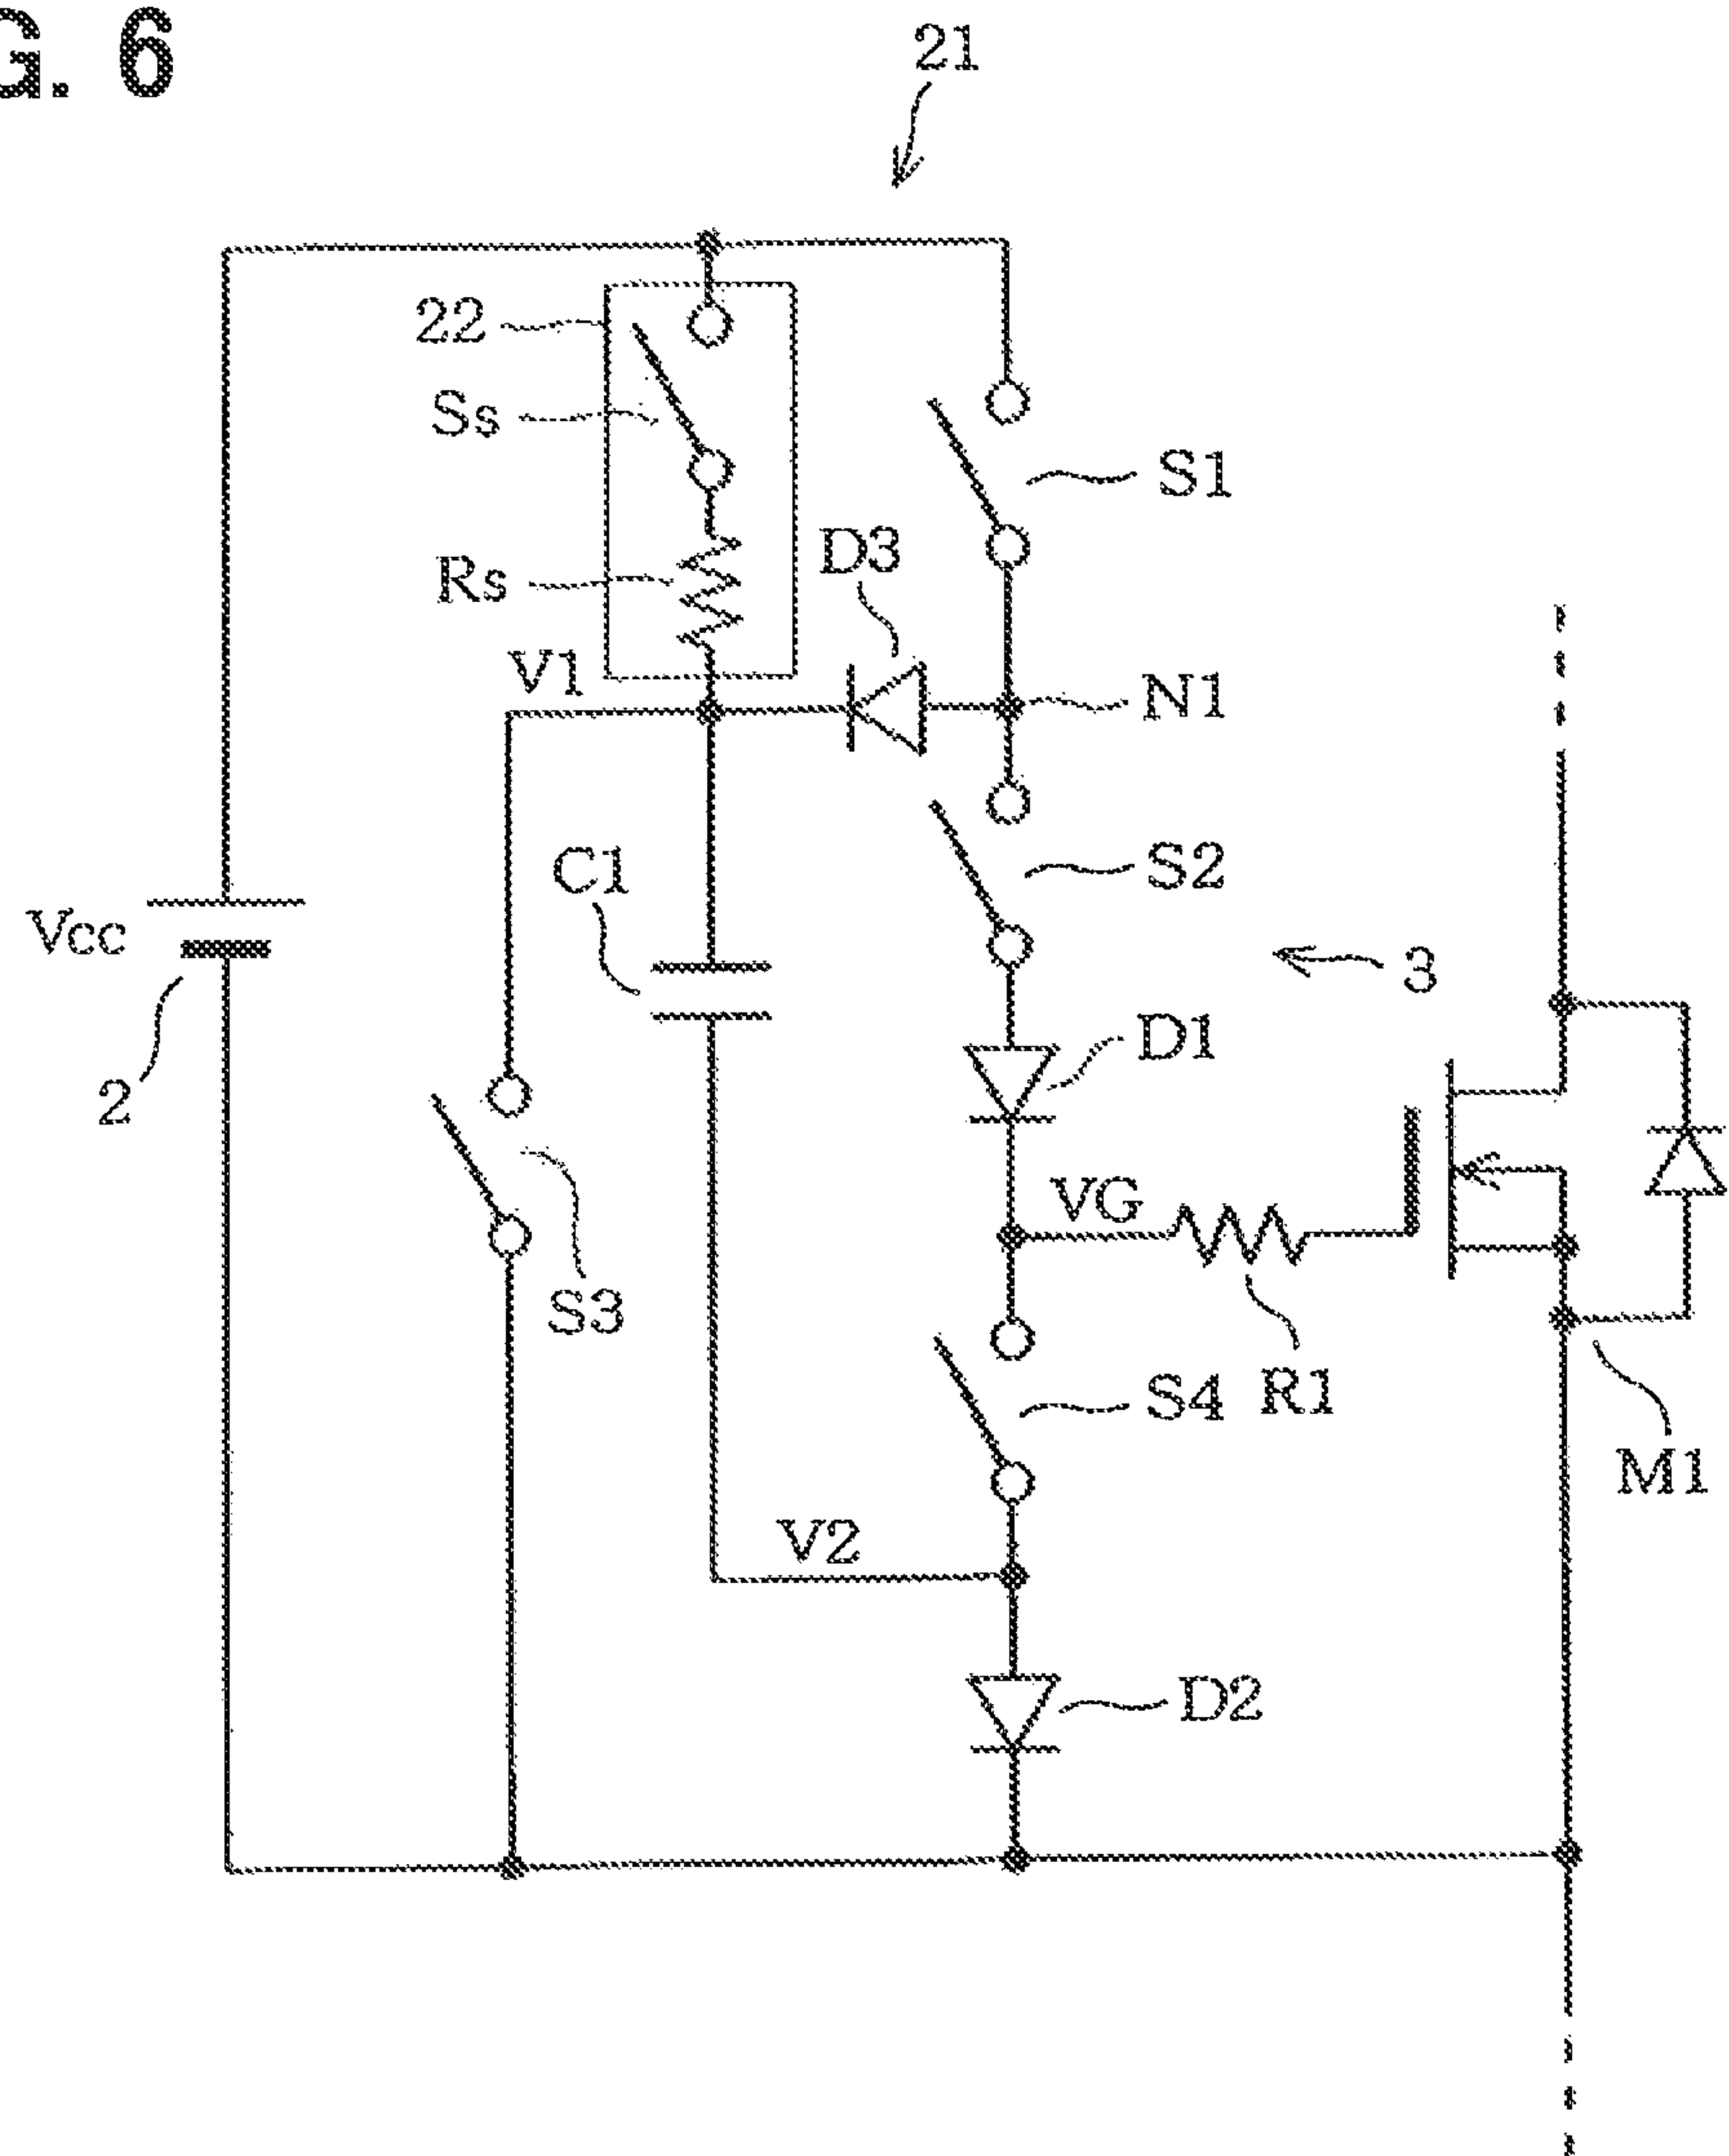 G. 6
21
22
Ss
S1
D3
Rs
V1
N1
C1
S2
Vcc
3
D1
2
VG
S3
S4
R1
M1
V2
D2